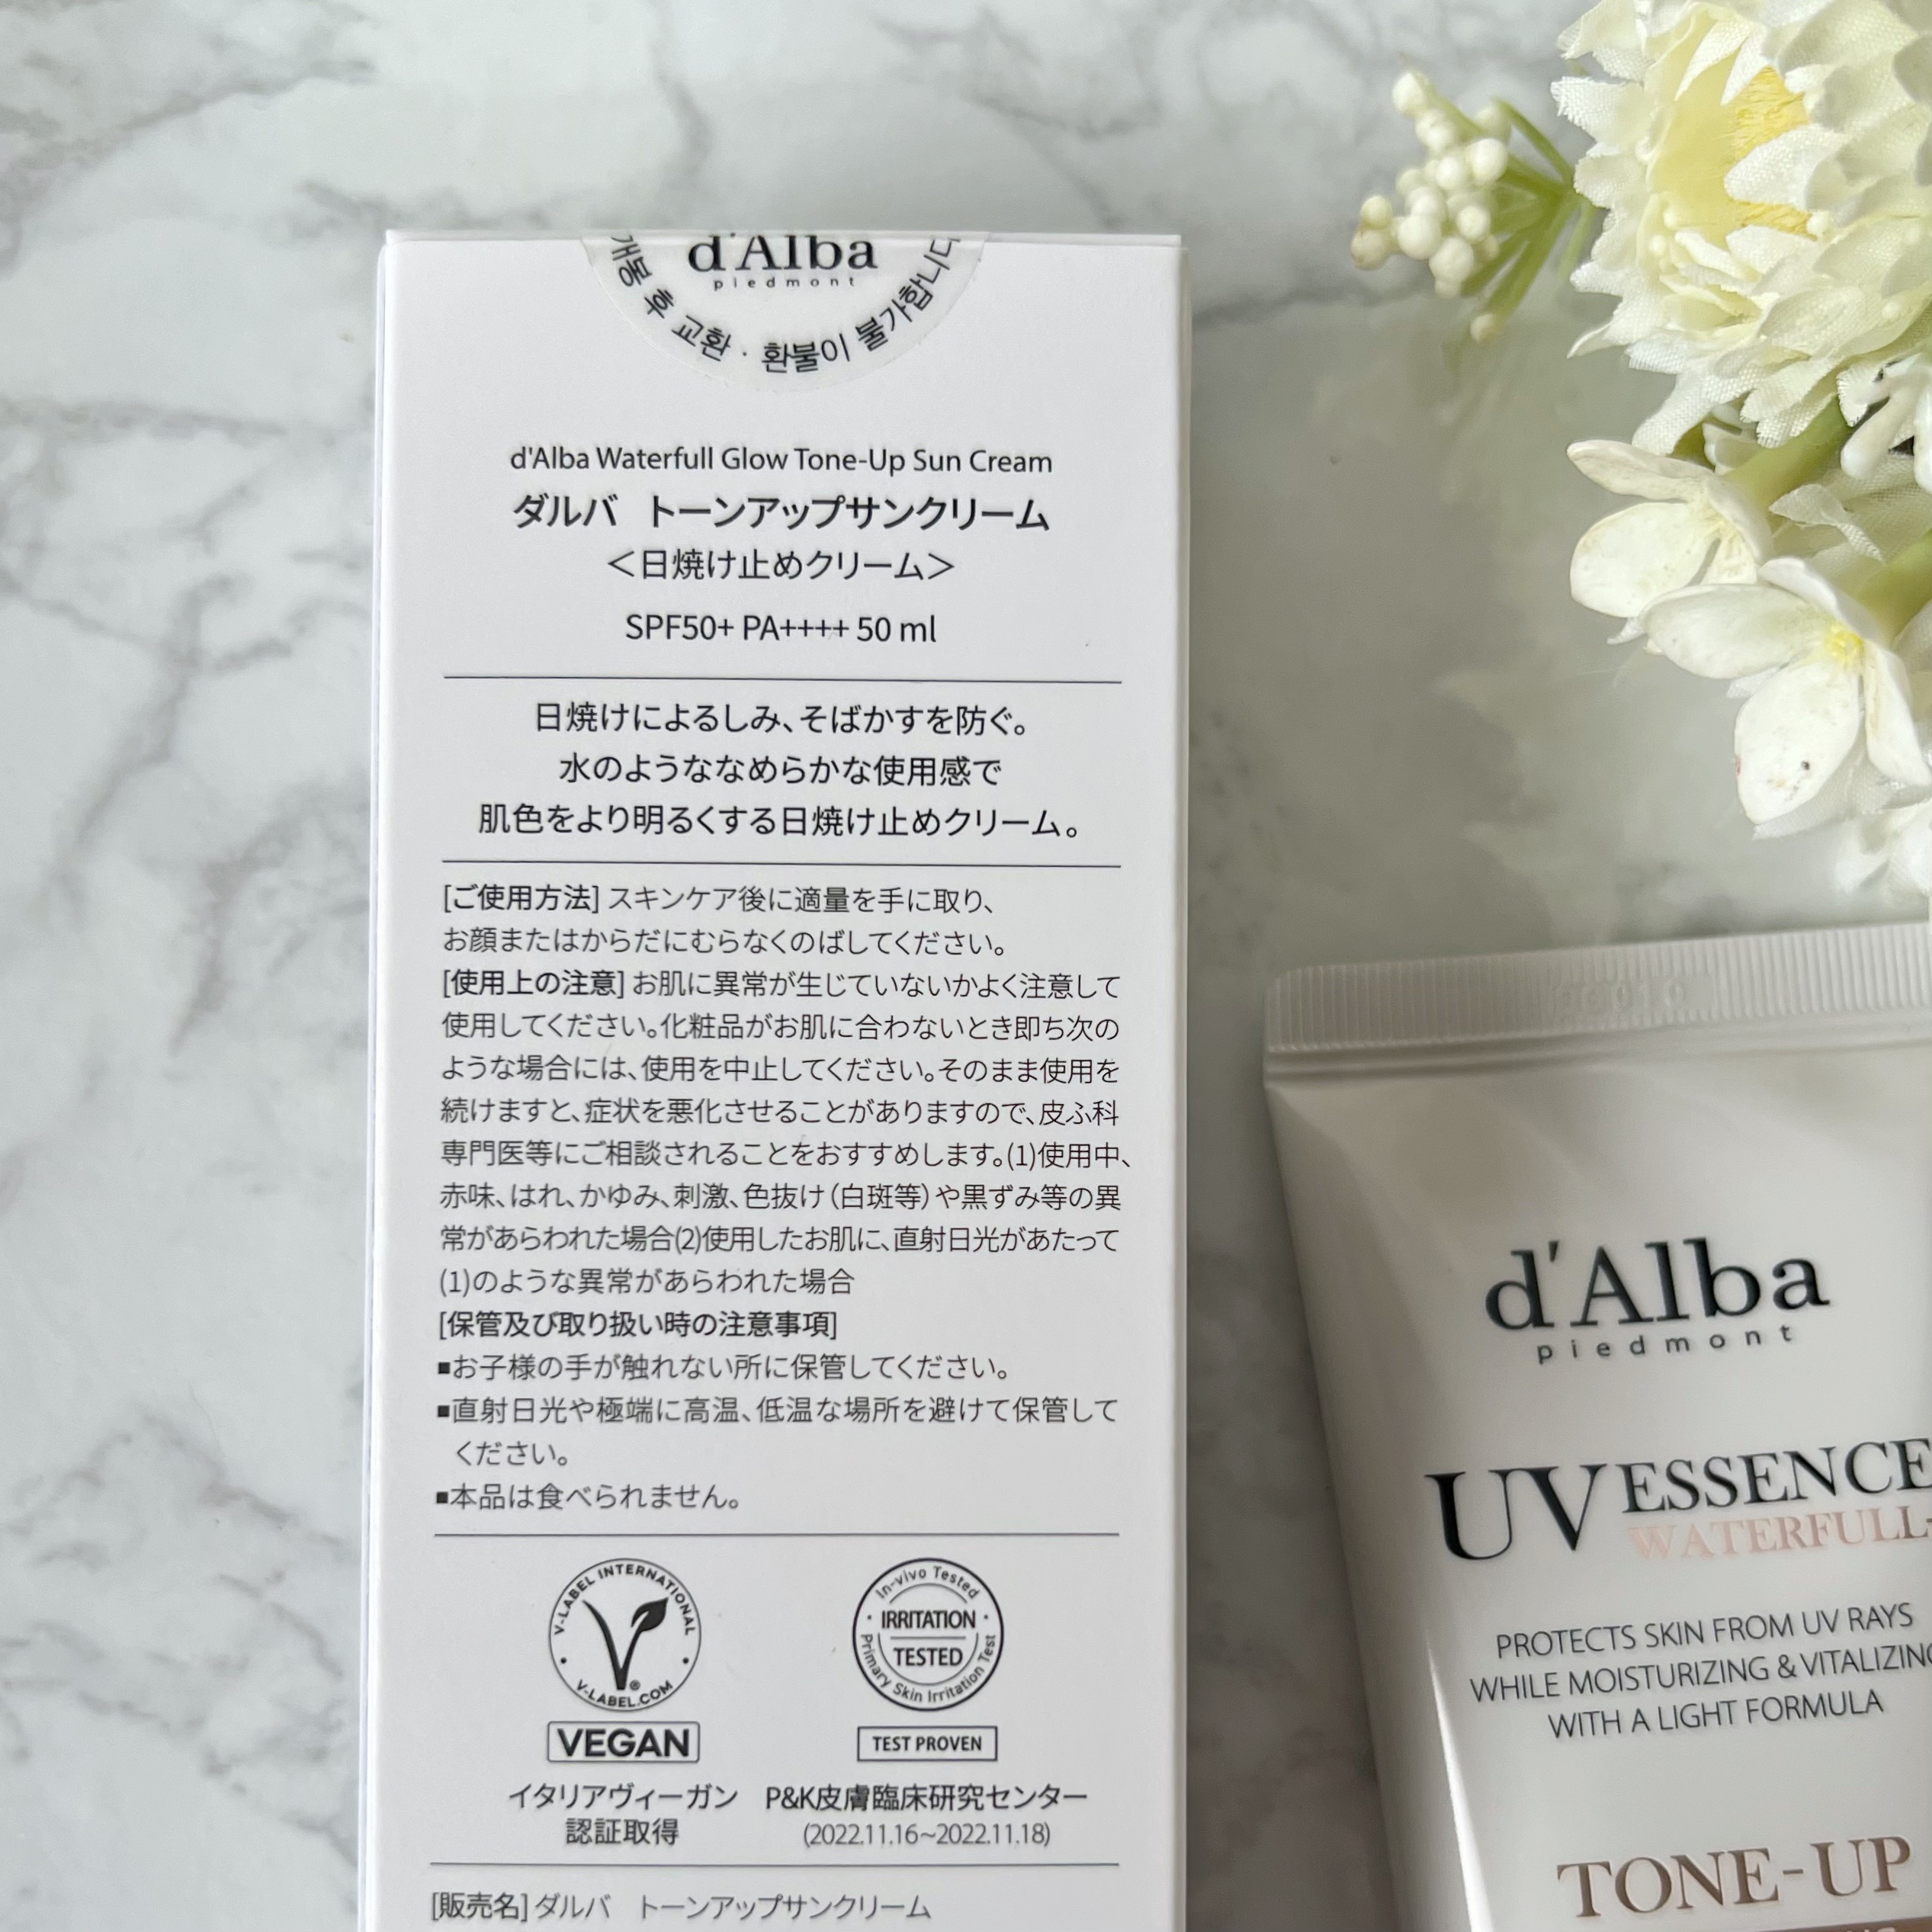 d'Alba
piedmont
개봉 후 교환 · 환불이 불가합니다
d'Alba Waterfull Glow Tone-Up Sun Cream
ダルバ　トーンアップサンクリーム
＜日焼け止めクリーム＞
SPF50+ PA++++ 50 ml
日焼けによるしみ、そばかすを防ぐ。
水のようななめらかな使用感で
肌色をより明るくする日焼け止めクリーム。
[ご使用方法] スキンケア後に適量を手に取り、
お顔またはからだにむらなくのばしてください。
[使用上の注意] お肌に異常が生じていないかよく注意して
使用してください。化粧品がお肌に合わないとき即ち次の
ような場合には、使用を中止してください。そのまま使用を
続けますと、症状を悪化させることがありますので、皮ふ科
専門医等にご相談されることをおすすめします。(1)使用中、
赤味、はれ、かゆみ、刺激、色抜け（白斑等）や黒ずみ等の異
常があらわれた場合(2)使用したお肌に、直射日光があたって
(1)のような異常があらわれた場合
[保管及び取り扱い時の注意事項]
■お子様の手が触れない所に保管してください。
■直射日光や極端に高温、低温な場所を避けて保管して
ください。
■本品は食べられません。
V-LABEL INTERNATIONAL
® · V-LABEL.COM ·
VEGAN
イタリアヴィーガン
認証取得
In-vivo Tested
· IRRITATION ·
TESTED
Primary Skin Irritation Test
TEST PROVEN
P&K皮膚臨床研究センター
(2022.11.16~2022.11.18)
[販売名] ダルバ　トーンアップサンクリーム
d'Alba
piedmont
UV ESSENCE
WATERFULL
PROTECTS SKIN FROM UV RAYS
WHILE MOISTURIZING & VITALIZING
WITH A LIGHT FORMULA
TONE-UP